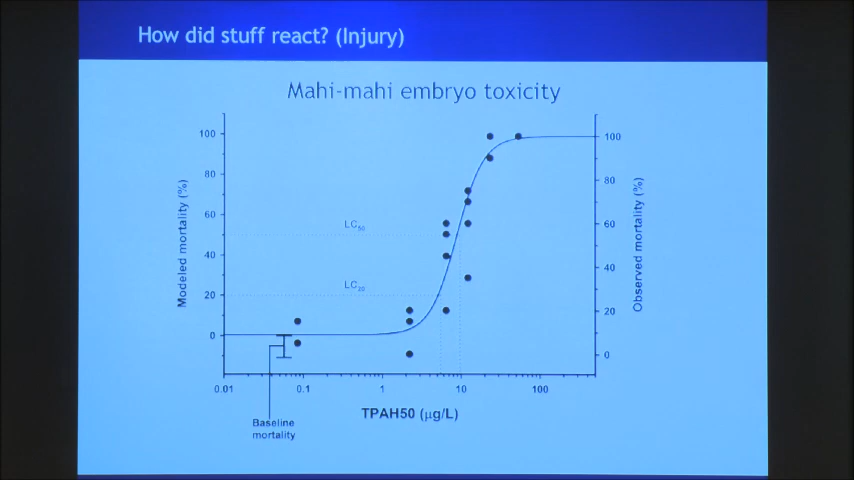 How did stuff react? (Injury)
Mahi-mahi embryo toxicity
Modeled mortality (%)
100
80
60
40
20
0
LC50
LC20
Observed mortality (%)
100
80
60
40
20
0
0.01
0.1
1
10
100
TPAH50 (µg/L)
Baseline
mortality